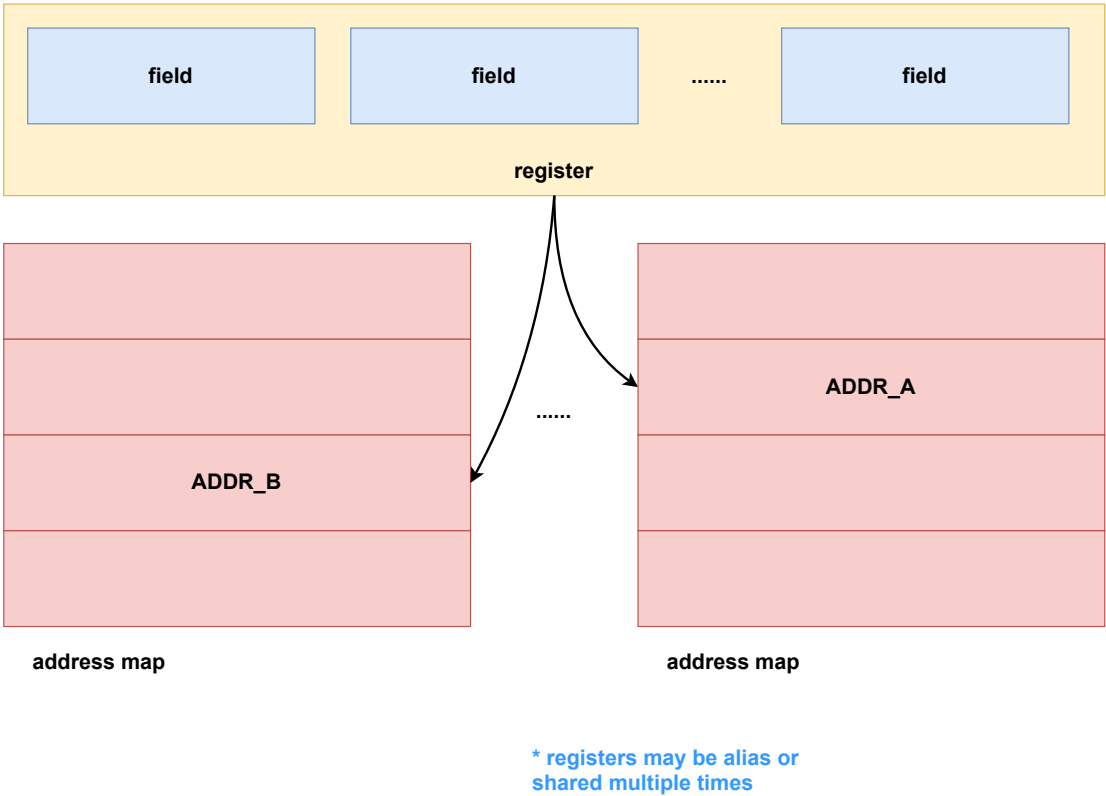 field field ...... field
register
ADDR_A
......
ADDR_B
address map address map
* registers may be alias or
shared multiple times